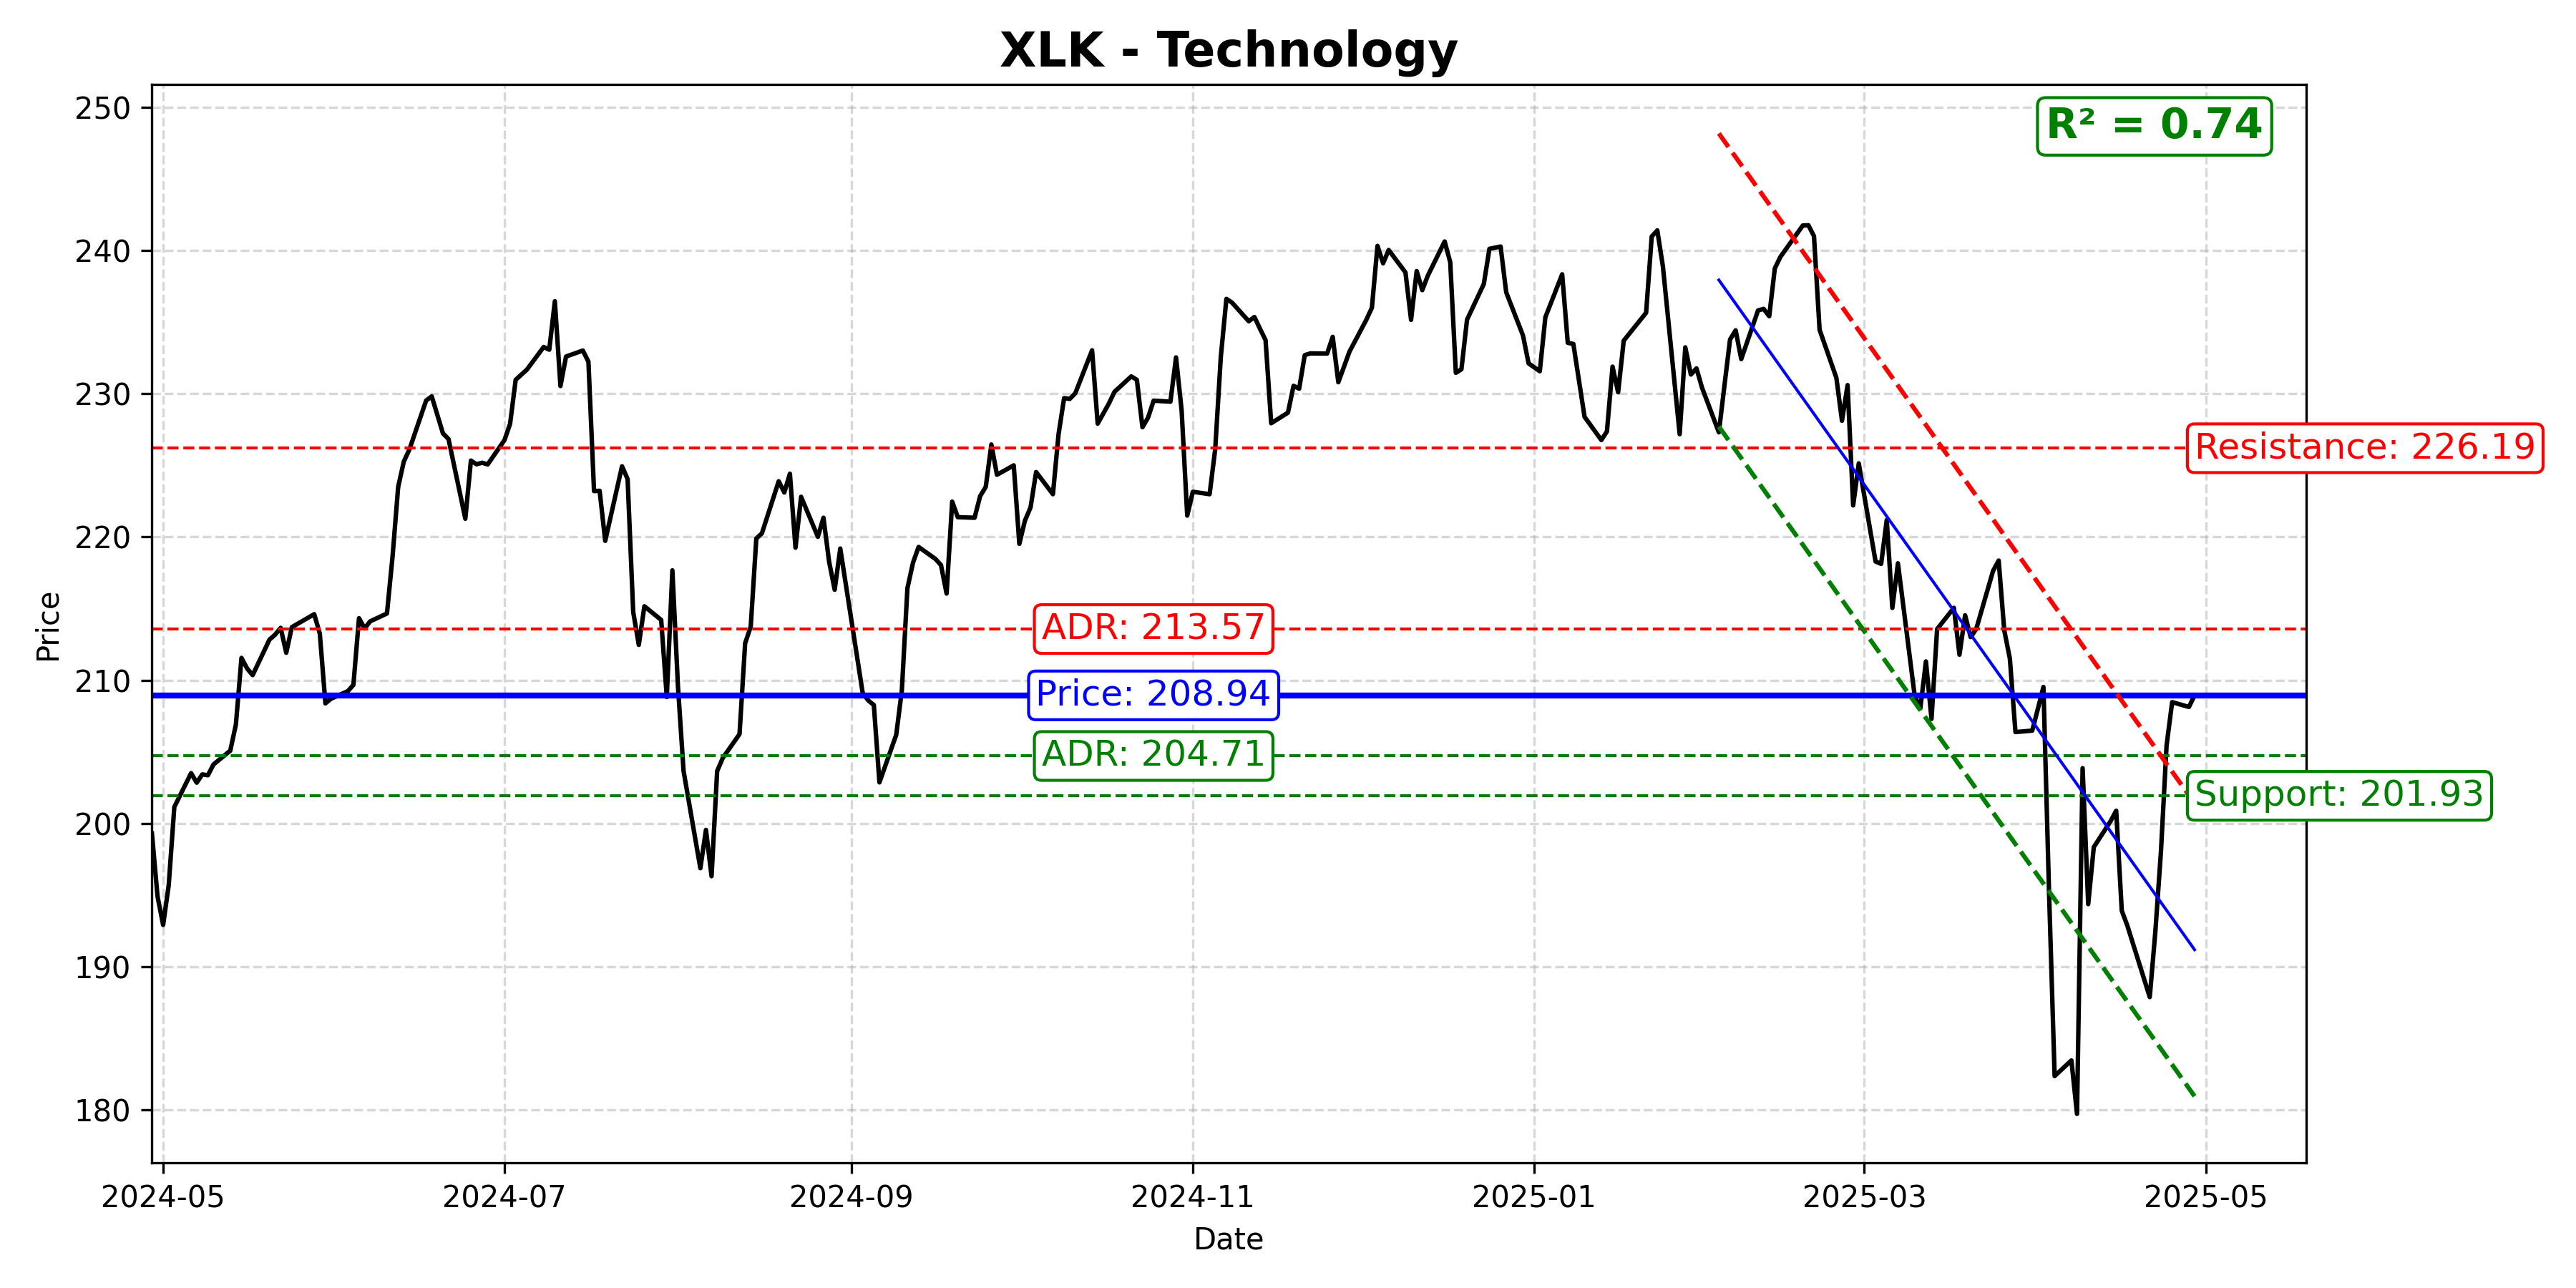 XLK - Technology
R² = 0.74
250
240
230
220
210
200
190
180
Price
Resistance: 226.19
ADR: 213.57
Price: 208.94
ADR: 204.71
Support: 201.93
2024-05
2024-07
2024-09
2024-11
2025-01
2025-03
2025-05
Date